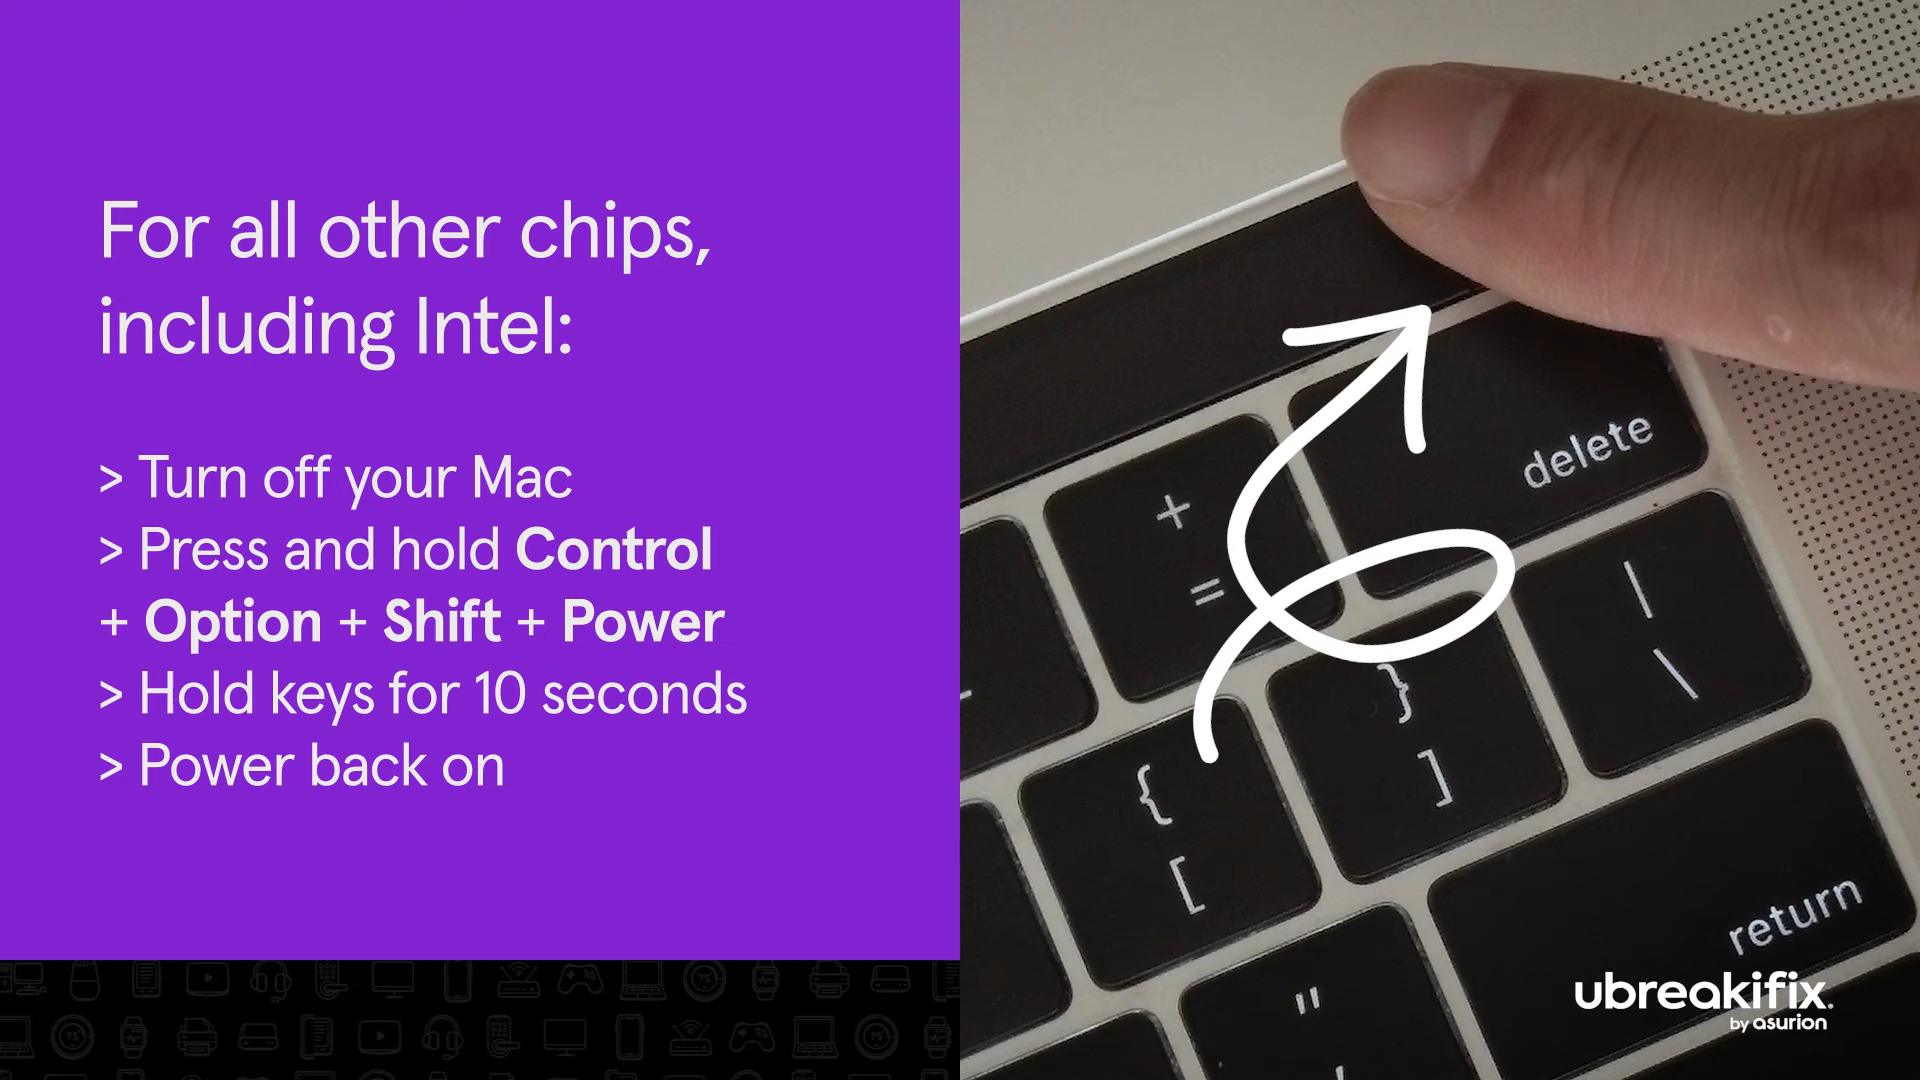 For all other chips,
including Intel:
> Turn off your Mac
> Press and hold Control
+ Option + Shift + Power
> Hold keys for 10 seconds
> Power back on
delete
+
=
|
\
}
]
{
[
return
"
ubreakifix.
by asurion